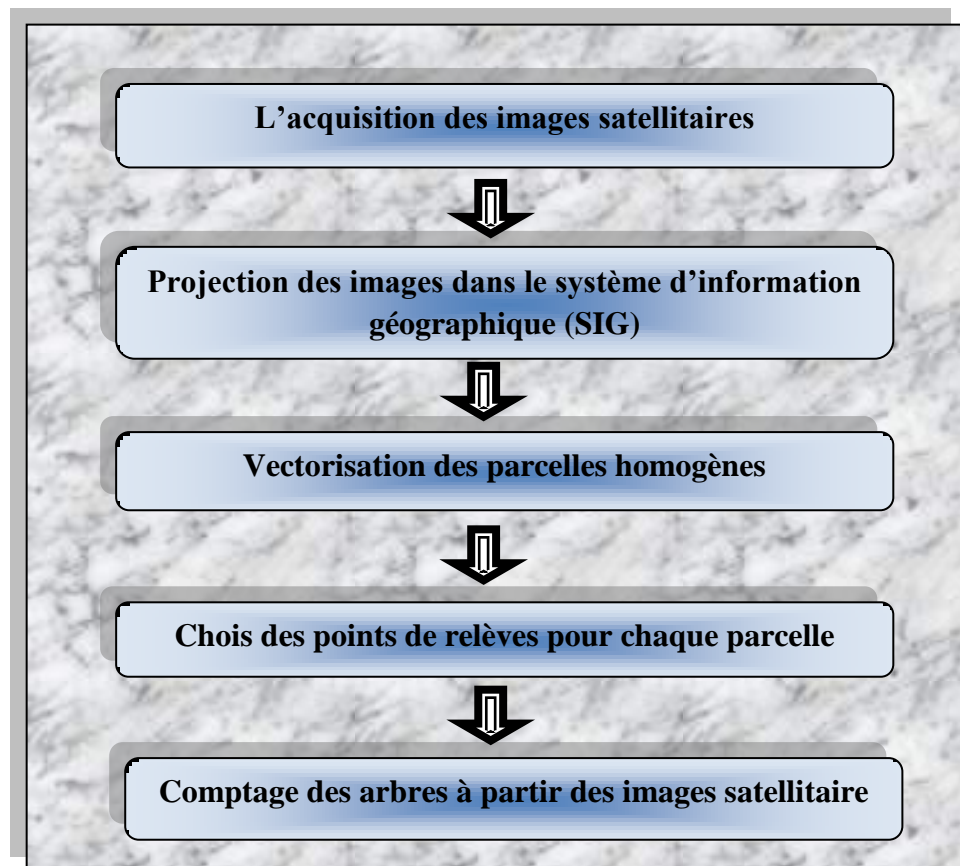 L’acquisition des images satellitaires
Projection des images dans le système d’information
géographique (SIG)
Vectorisation des parcelles homogènes
Chois des points de relèves pour chaque parcelle
Comptage des arbres à partir des images satellitaire